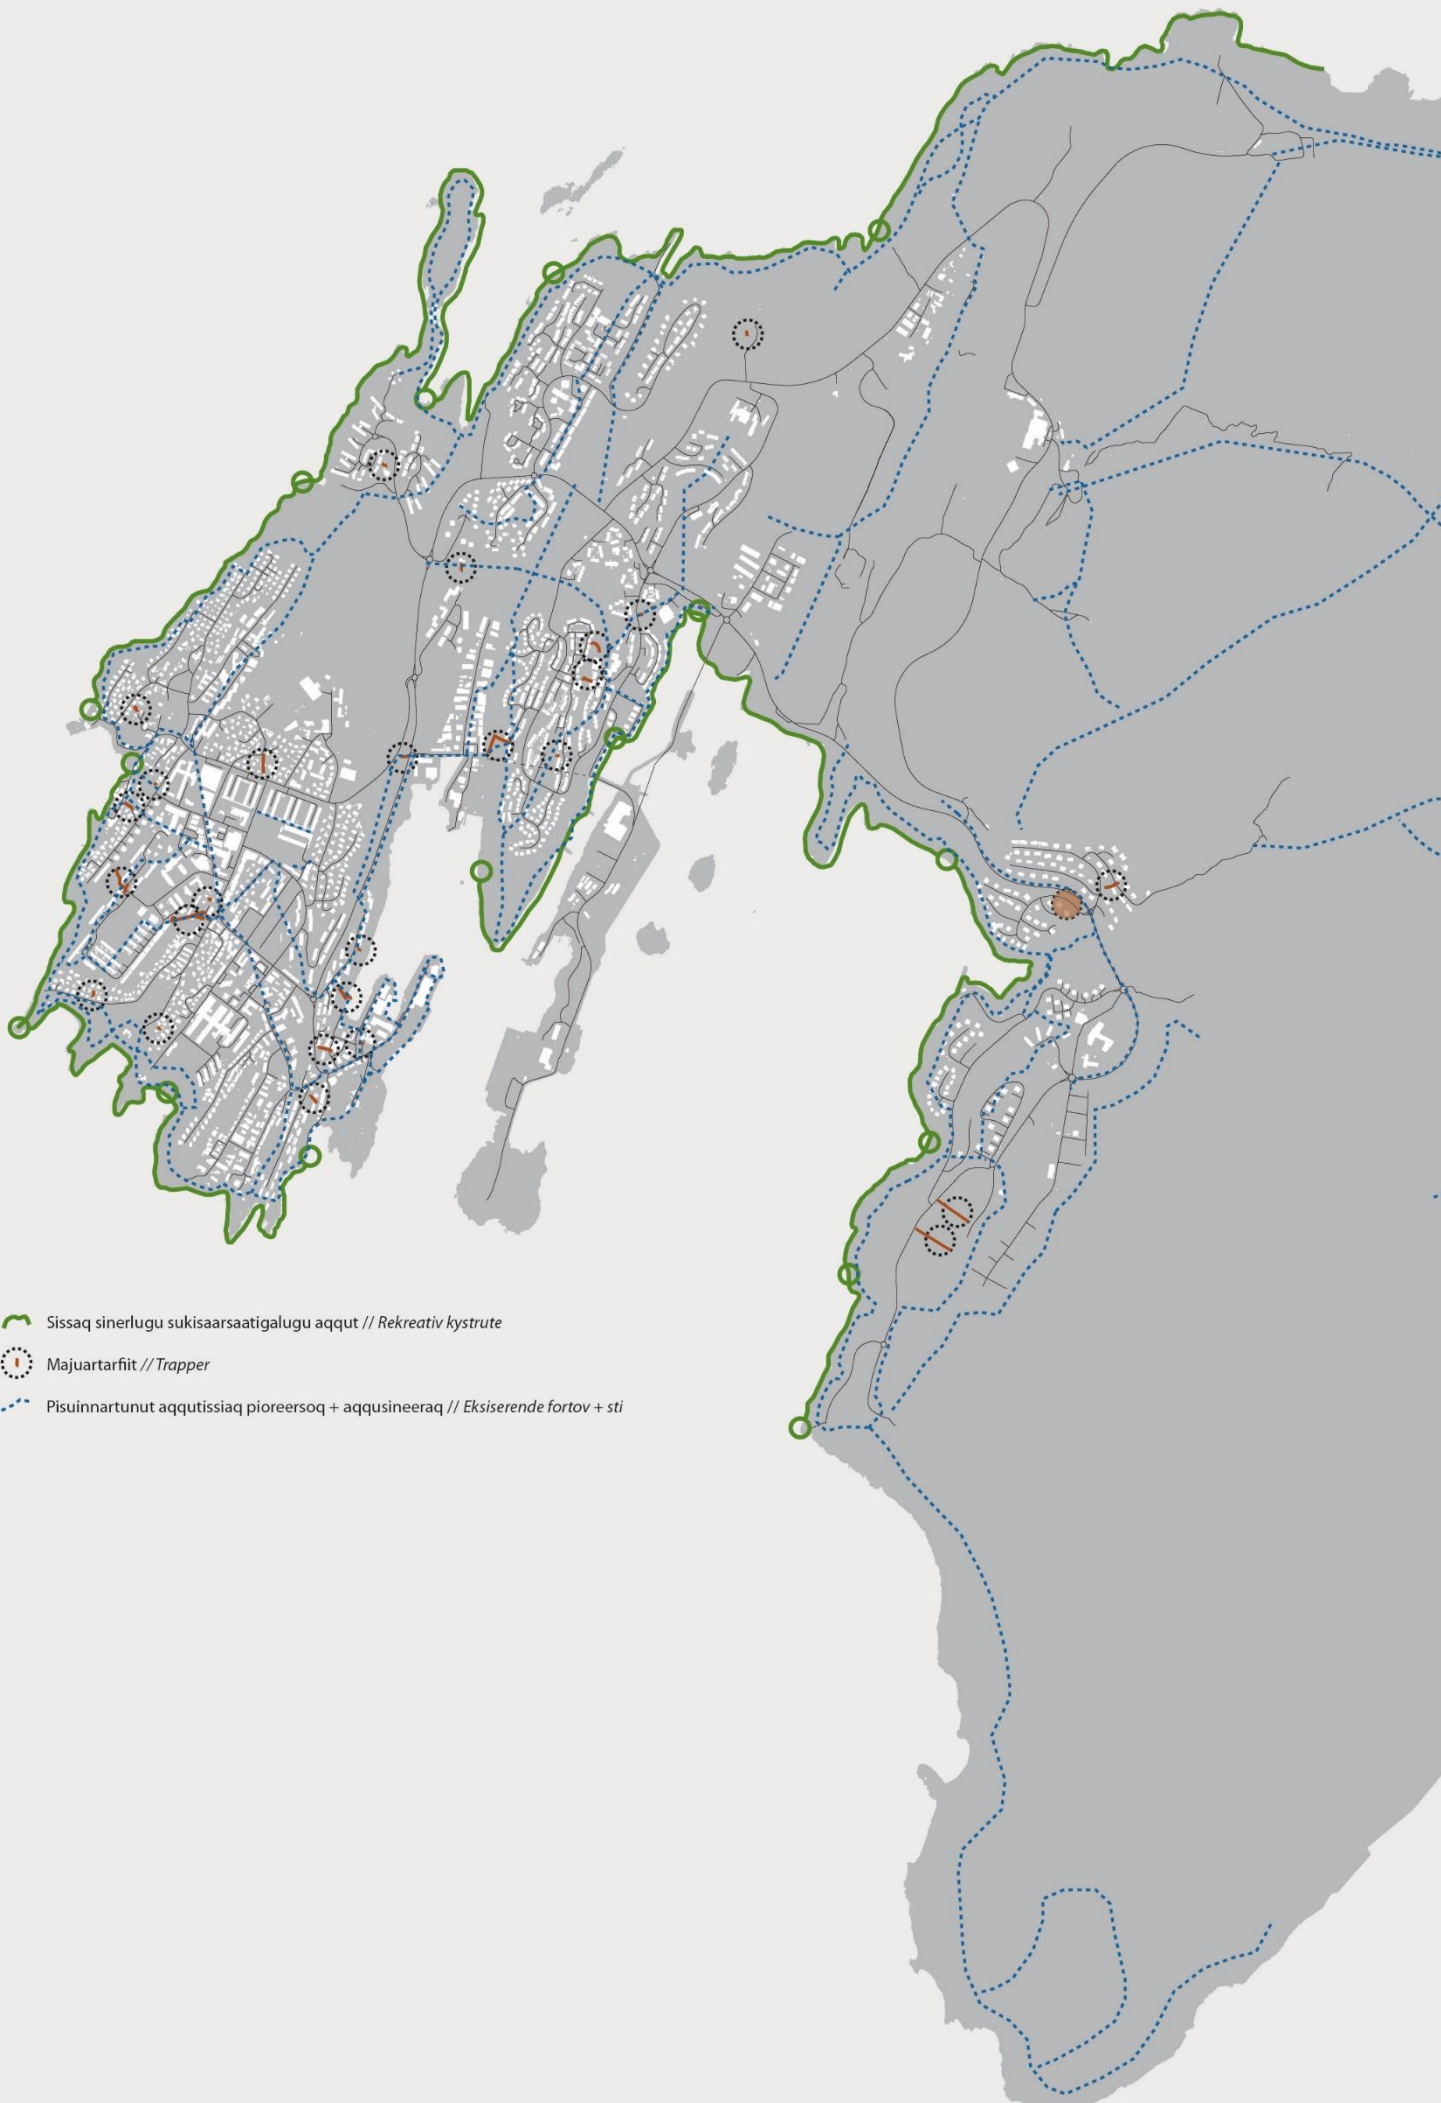 Sissaq sinerlugu sukisaarsaatigalugu aqqut // Rekreativ kystrute
Majuartarfiit // Trapper
Pisuinnartunut aqqutissiaq pioreersoq + aqqusineeraq // Eksiserende fortov + sti